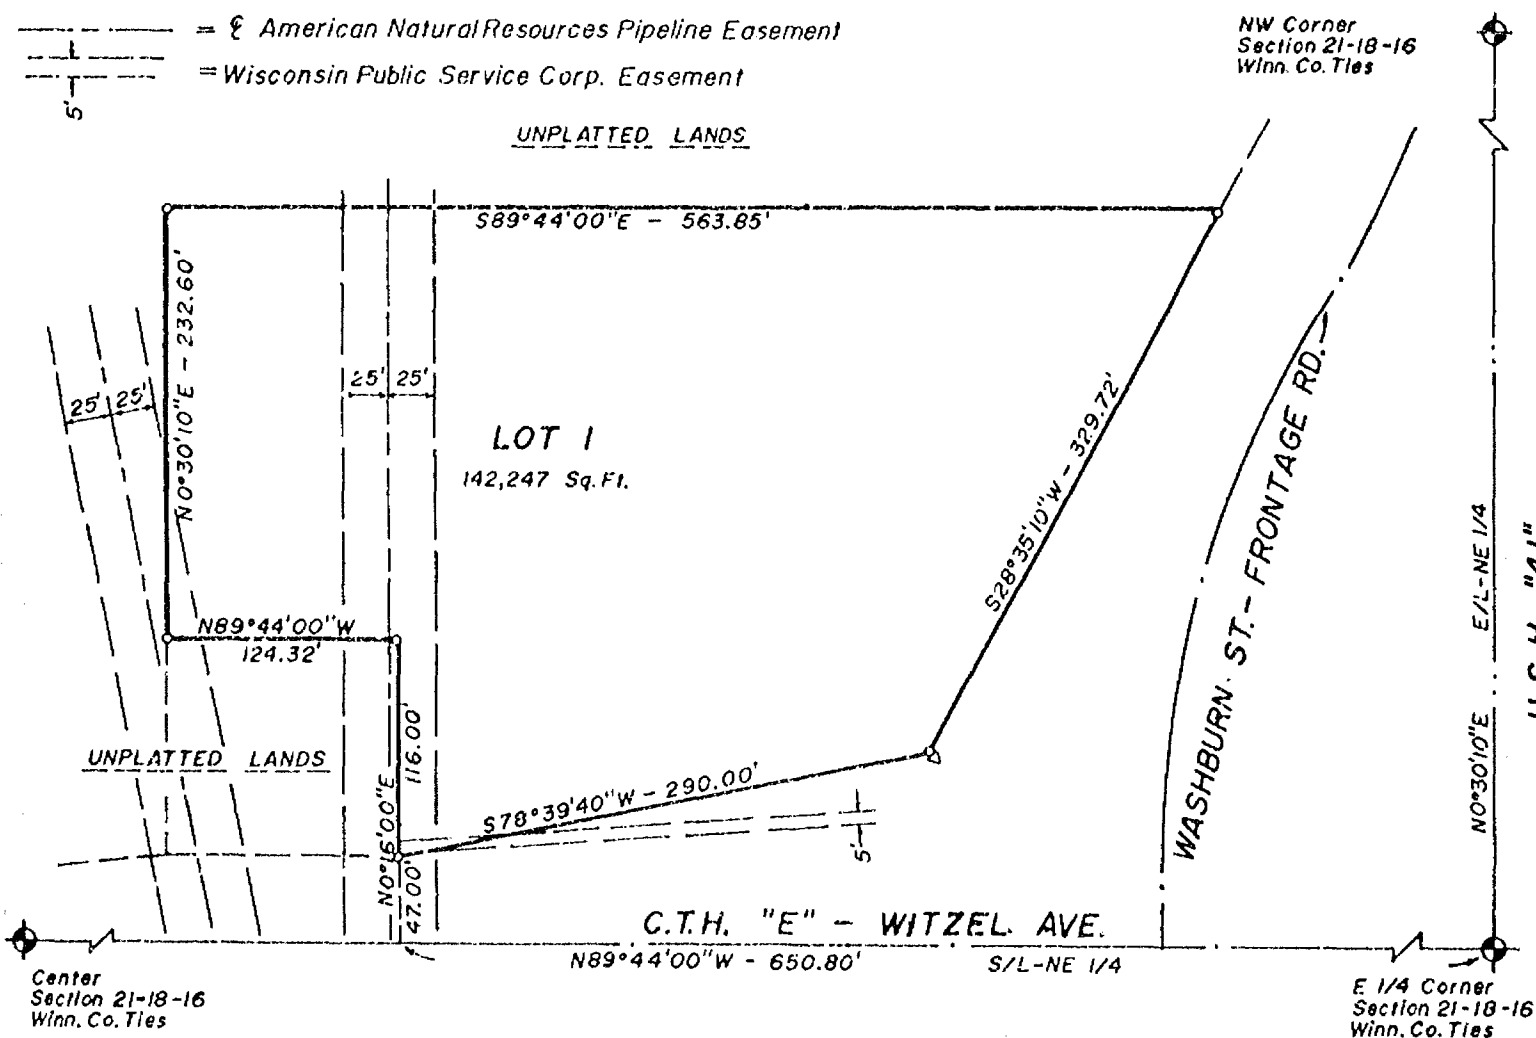 = ℄ American Natural Resources Pipeline Easement
5'
= Wisconsin Public Service Corp. Easement
NW Corner
Section 21-18-16
Winn. Co. Ties
UNPLATTED LANDS
S89°44'00"E - 563.85'
N0°30'10"E - 232.60'
25' 25'
25' 25'
LOT 1
142,247 Sq. Ft.
S28°35'10"W - 329.72'
WASHBURN ST. - FRONTAGE RD.
E/L-NE 1/4
N0°30'10"E
N89°44'00"W
124.32'
UNPLATTED LANDS
116.00'
N0°16'00"E
47.00'
S78°39'40"W - 290.00'
5'
C.T.H. "E" - WITZEL AVE.
N89°44'00"W - 650.80'
S/L-NE 1/4
Center
Section 21-18-16
Winn. Co. Ties
E 1/4 Corner
Section 21-18-16
Winn. Co. Ties